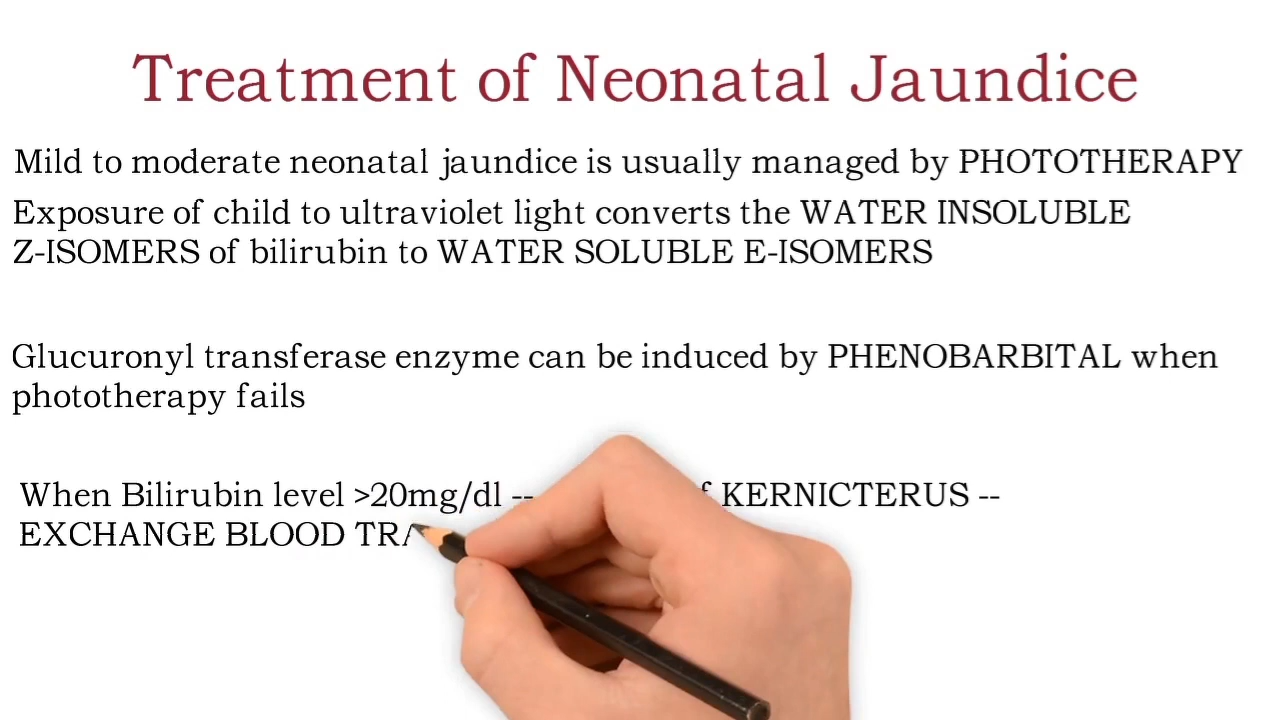 Treatment of Neonatal Jaundice
Mild to moderate neonatal jaundice is usually managed by PHOTOTHERAPY
Exposure of child to ultraviolet light converts the WATER INSOLUBLE
Z-ISOMERS of bilirubin to WATER SOLUBLE E-ISOMERS
Glucuronyl transferase enzyme can be induced by PHENOBARBITAL when
phototherapy fails
When Bilirubin level >20mg/dl -- KERNICTERUS --
EXCHANGE BLOOD